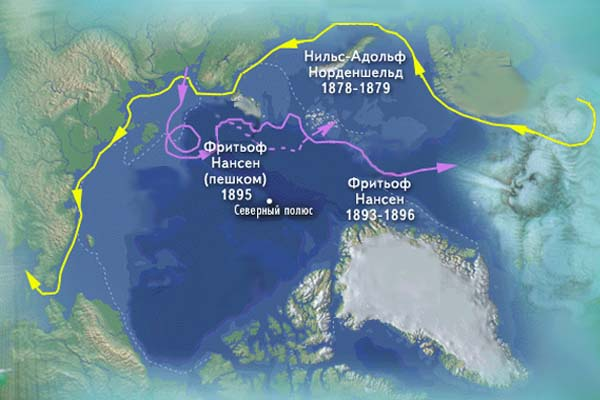 Нильс-Адольф
Норденшельд
1878-1879
Фритьоф
Нансен
(пешком)
1895
Фритьоф
Нансен
1893-1896
Северный полюс